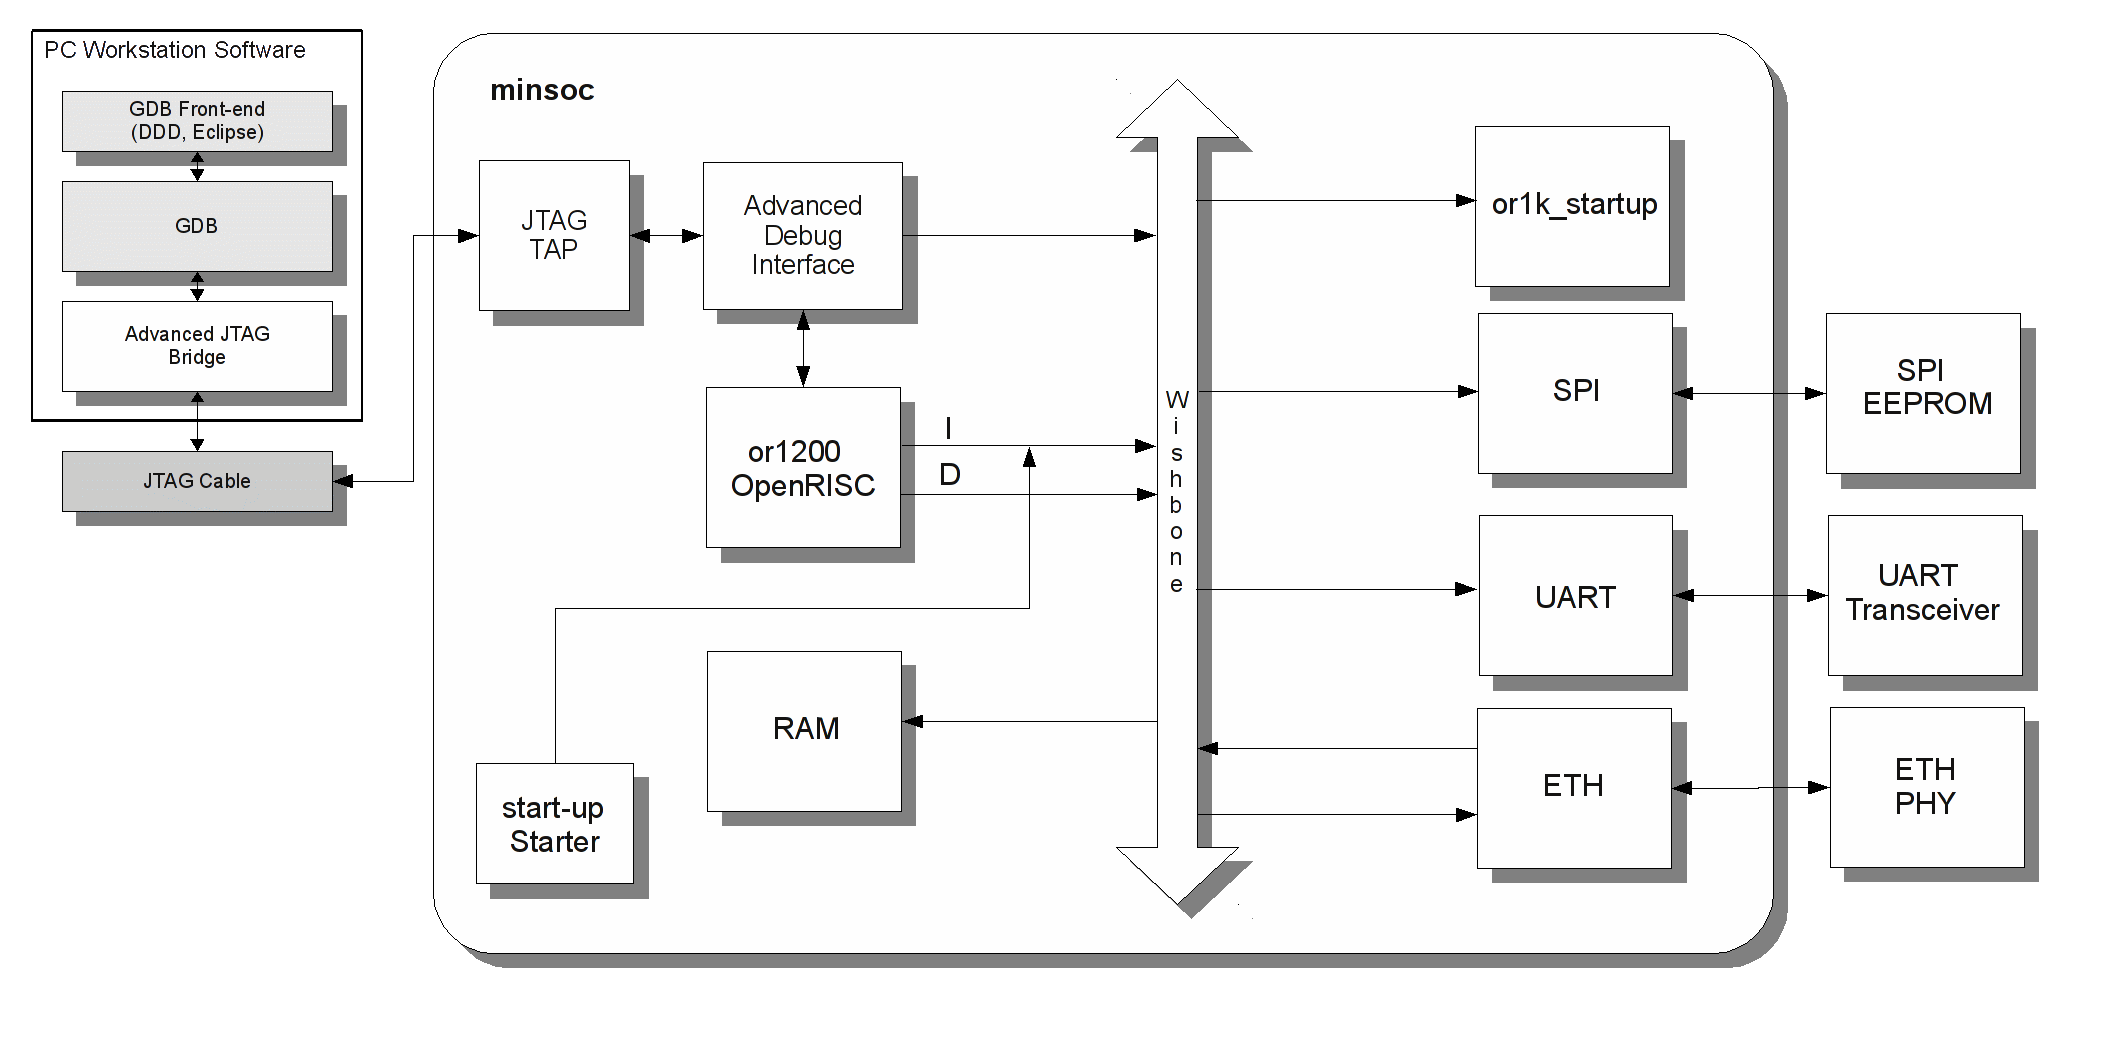 PC Workstation Software
GDB Front-end
(DDD, Eclipse)
GDB
Advanced JTAG
Bridge
JTAG Cable
minsoc
JTAG
TAP
Advanced
Debug
Interface
or1200
OpenRISC
I
D
RAM
start-up
Starter
Wishbone
or1k_startup
SPI
UART
ETH
SPI
EEPROM
UART
Transceiver
ETH
PHY